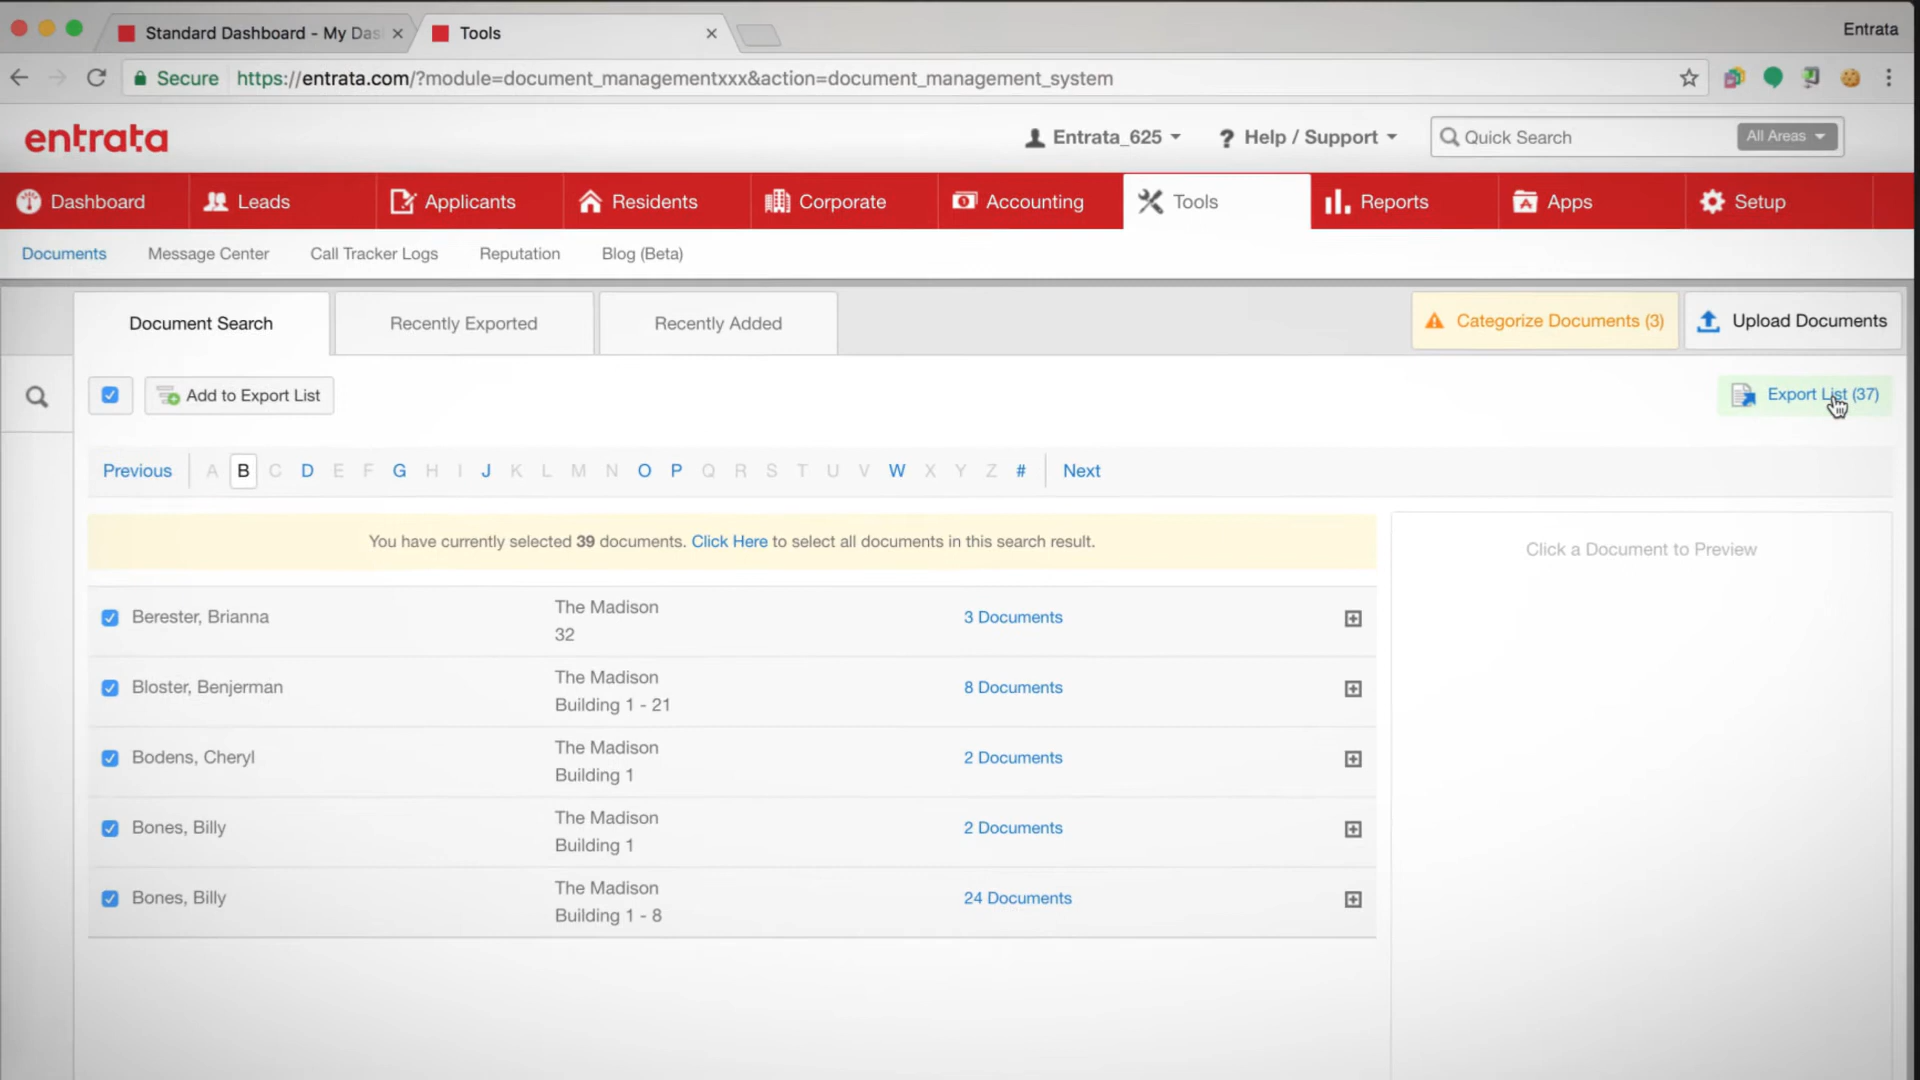 Standard Dashboard - My Das
Tools
Entrata
Secure
https://entrata.com/?module=document_managementxxx&action=document_management_system
entrata
Entrata_625
? Help / Support
Quick Search
All Areas
Dashboard
Leads
Applicants
Residents
Corporate
Accounting
Tools
Reports
Apps
Setup
Documents
Message Center
Call Tracker Logs
Reputation
Blog (Beta)
Document Search
Recently Exported
Recently Added
Categorize Documents (3)
Upload Documents
Add to Export List
Export List (37)
Previous A B C D E F G H I J K L M N O P Q R S T U V W X Y Z # Next
You have currently selected 39 documents. Click Here to select all documents in this search result.
Click a Document to Preview
Berester, Brianna
The Madison
32
3 Documents
Bloster, Benjerman
The Madison
Building 1 - 21
8 Documents
Bodens, Cheryl
The Madison
Building 1
2 Documents
Bones, Billy
The Madison
Building 1
2 Documents
Bones, Billy
The Madison
Building 1 - 8
24 Documents